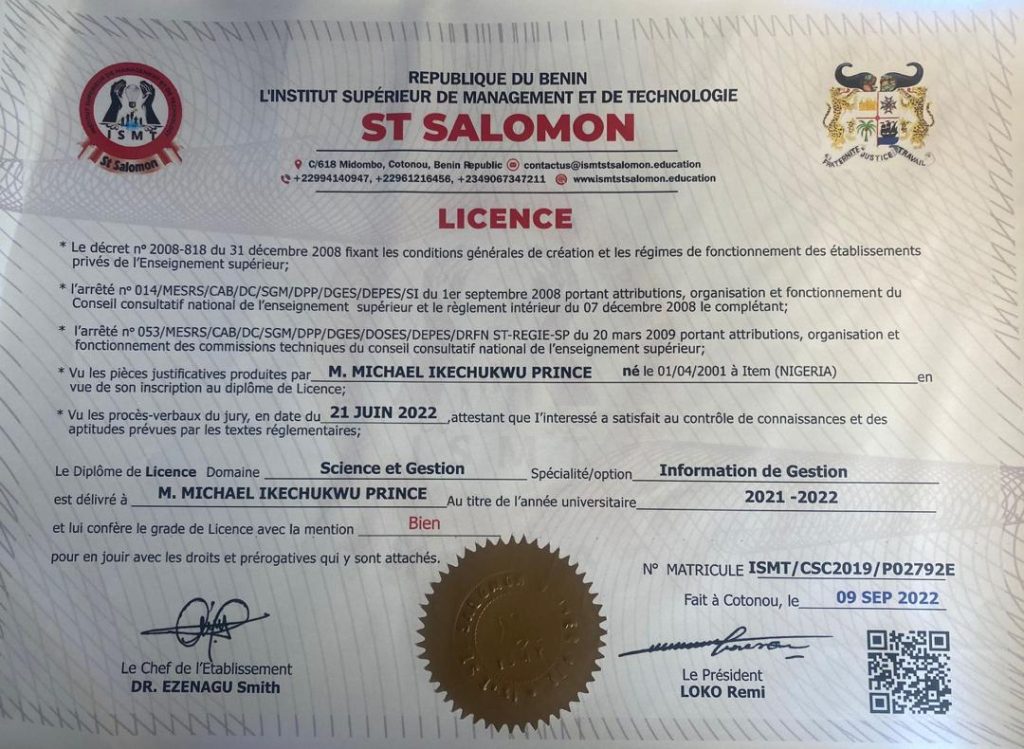 REPUBLIQUE DU BENIN
L'INSTITUT SUPÉRIEUR DE MANAGEMENT ET DE TECHNOLOGIE
ST SALOMON
ISMT
St Salomon
FRATERNITE JUSTICE TRAVAIL
C/618 Midombo, Cotonou, Benin Republic contactus@ismtstsalomon.education
+22994140947, +22961216456, +2349067347211 www.ismtstsalomon.education
LICENCE
* Le décret nº 2008-818 du 31 décembre 2008 fixant les conditions générales de création et les régimes de fonctionnement des établissements
privés de l'Enseignement supérieur;
* l'arrêté nº 014/MESRS/CAB/DC/SGM/DPP/DGES/DEPES/SI du 1er septembre 2008 portant attributions, organisation et fonctionnement du
Conseil consultatif national de l'enseignement supérieur et le règlement intérieur du 07 décembre 2008 le complétant;
* l'arrêté nº 053/MESRS/CAB/DC/SGM/DPP/DGES/DOSES/DEPES/DRFN ST-REGIE-SP du 20 mars 2009 portant attributions, organisation et
fonctionnement des commissions techniques du conseil consultatif national de l'enseignement supérieur;
* Vu les pièces justificatives produites par M. MICHAEL IKECHUKWU PRINCE né le 01/04/2001 à Item (NIGERIA) en
vue de son inscription au diplôme de Licence;
* Vu les procès-verbaux du jury, en date du 21 JUIN 2022 ,attestant que l'interessé a satisfait au contrôle de connaissances et des
aptitudes prévues par les textes réglementaires;
Le Diplôme de Licence Domaine Science et Gestion Spécialité/option Information de Gestion
est délivré à M. MICHAEL IKECHUKWU PRINCE Au titre de l'année universitaire 2021 -2022
et lui confère le grade de Licence avec la mention Bien
pour en jouir avec les droits et prérogatives qui y sont attachés.
N° MATRICULE ISMT/CSC2019/P02792E
Fait à Cotonou, le 09 SEP 2022
Le Chef de l'Etablissement
DR. EZENAGU Smith
Le Président
LOKO Remi